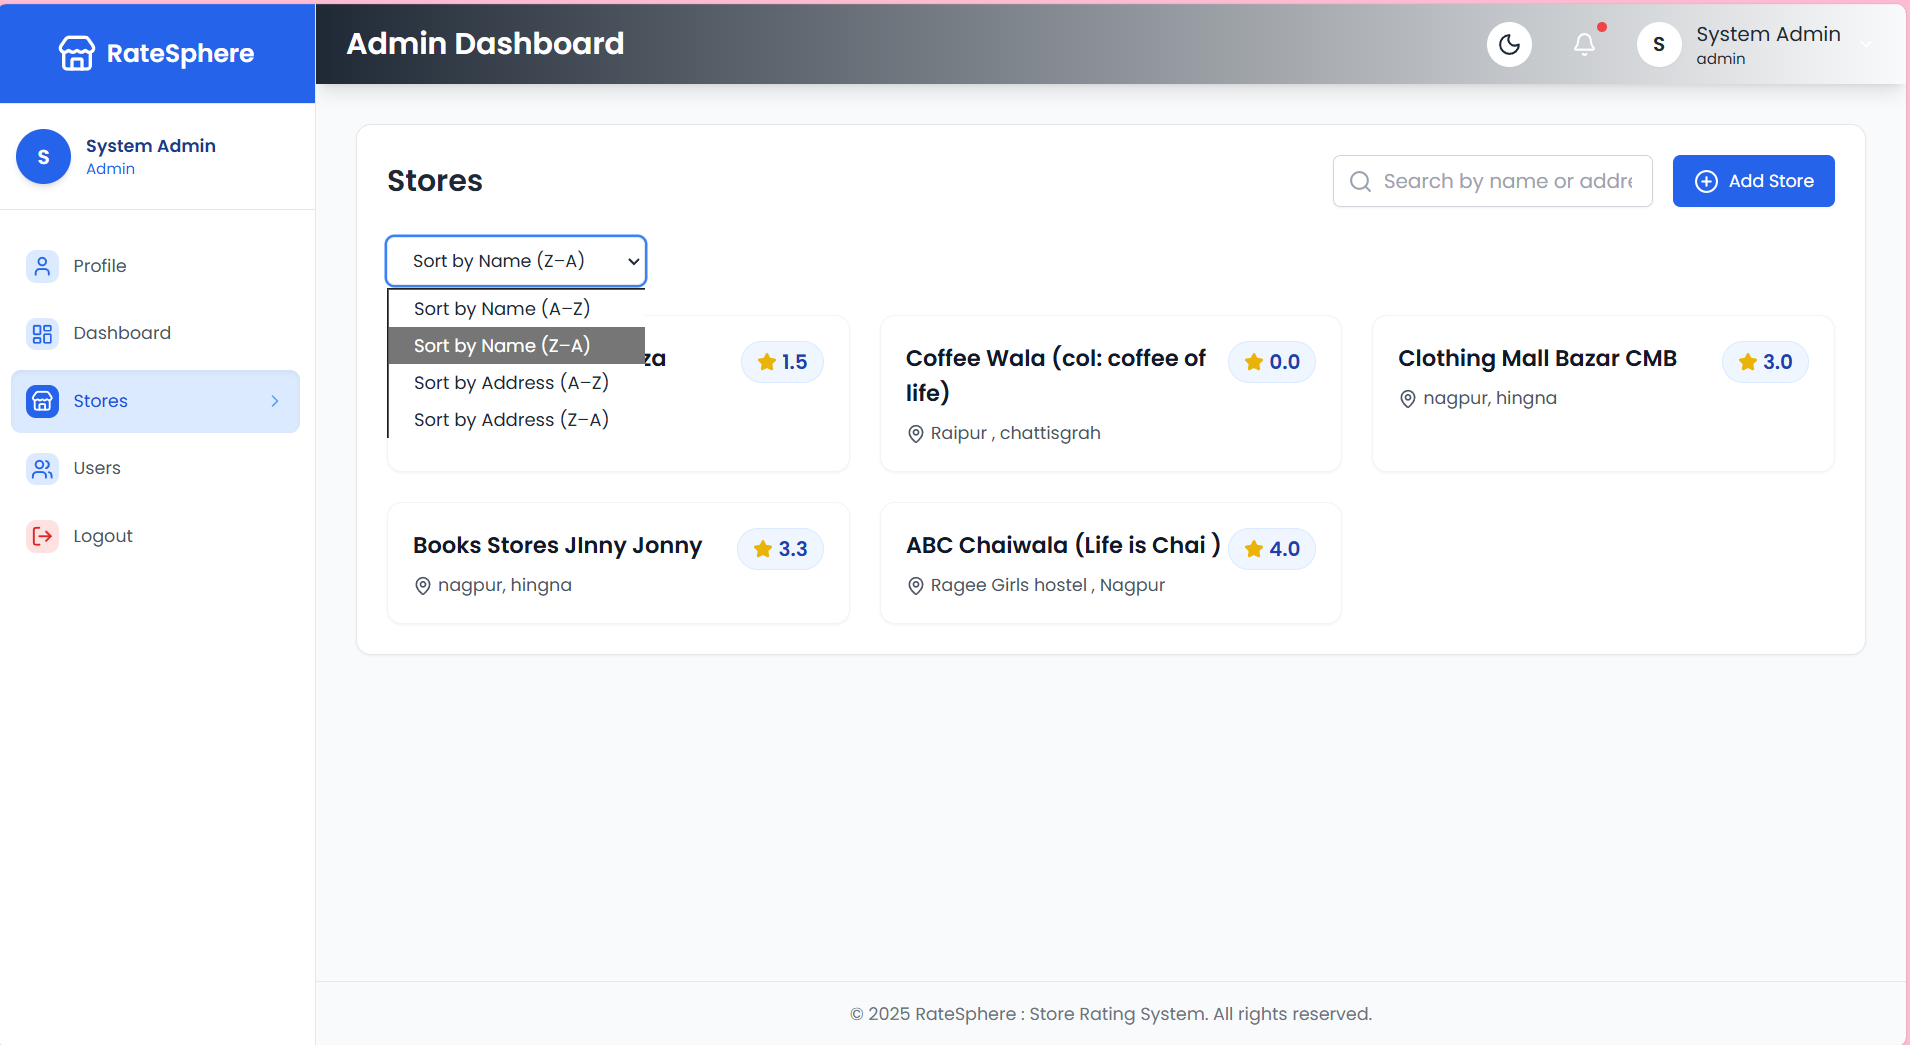 RateSphere
Admin Dashboard
S
System Admin
admin
S
System Admin
Admin
Profile
Dashboard
Stores
Users
Logout
Stores
Search by name or addre
Add Store
Sort by Name (Z–A)
Sort by Name (A–Z)
Sort by Name (Z–A)
Sort by Address (A–Z)
Sort by Address (Z–A)
1.5
Coffee Wala (col: coffee of
life)
0.0
Raipur , chattisgrah
Clothing Mall Bazar CMB
3.0
nagpur, hingna
Books Stores JInny Jonny
3.3
nagpur, hingna
ABC Chaiwala (Life is Chai )
4.0
Ragee Girls hostel , Nagpur
© 2025 RateSphere : Store Rating System. All rights reserved.